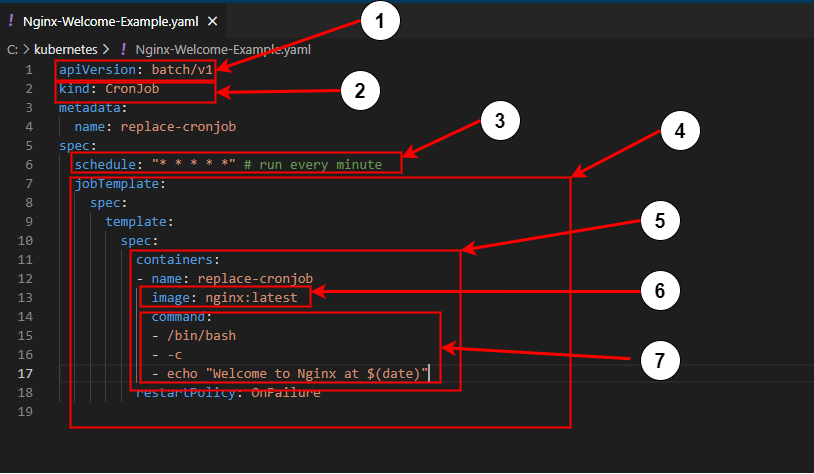 ! Nginx-Welcome-Example.yaml ×
C: > kubernetes > ! Nginx-Welcome-Example.yaml
1 apiVersion: batch/v1
2 kind: CronJob
3 metadata:
4 name: replace-cronjob
5 spec:
6 schedule: "* * * * *" # run every minute
7 jobTemplate:
8 spec:
9 template:
10 spec:
11 containers:
12 - name: replace-cronjob
13 image: nginx:latest
14 command:
15 - /bin/bash
16 - -c
17 - echo "Welcome to Nginx at $(date)"
18 restartPolicy: OnFailure
19
1
2
3
4
5
6
7